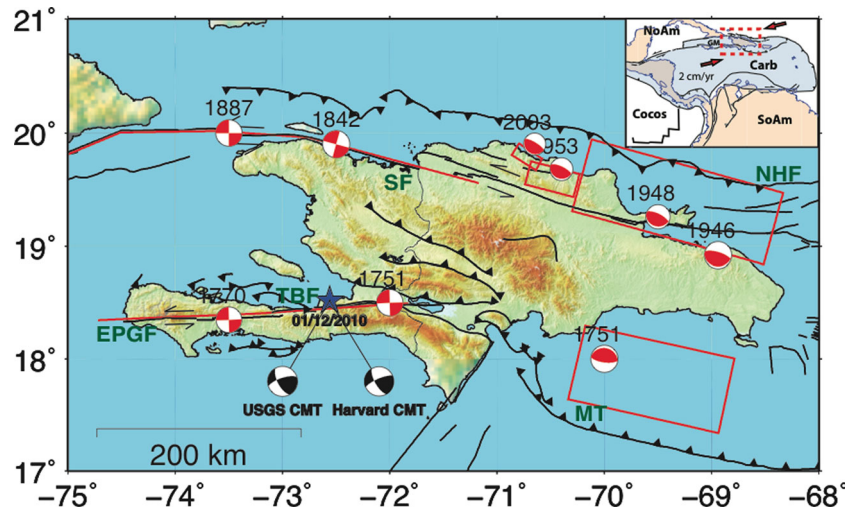 21°
20°
19°
18°
17°
−75°
−74°
−73°
−72°
−71°
−70°
−69°
−68°
NoAm
GM
Carb
2 cm/yr
Cocos
SoAm
1887
1842
2003
953
SF
NHF
1948
1946
1770
TBF
1751
EPGF
01/12/2010
1751
USGS CMT
Harvard CMT
MT
200 km